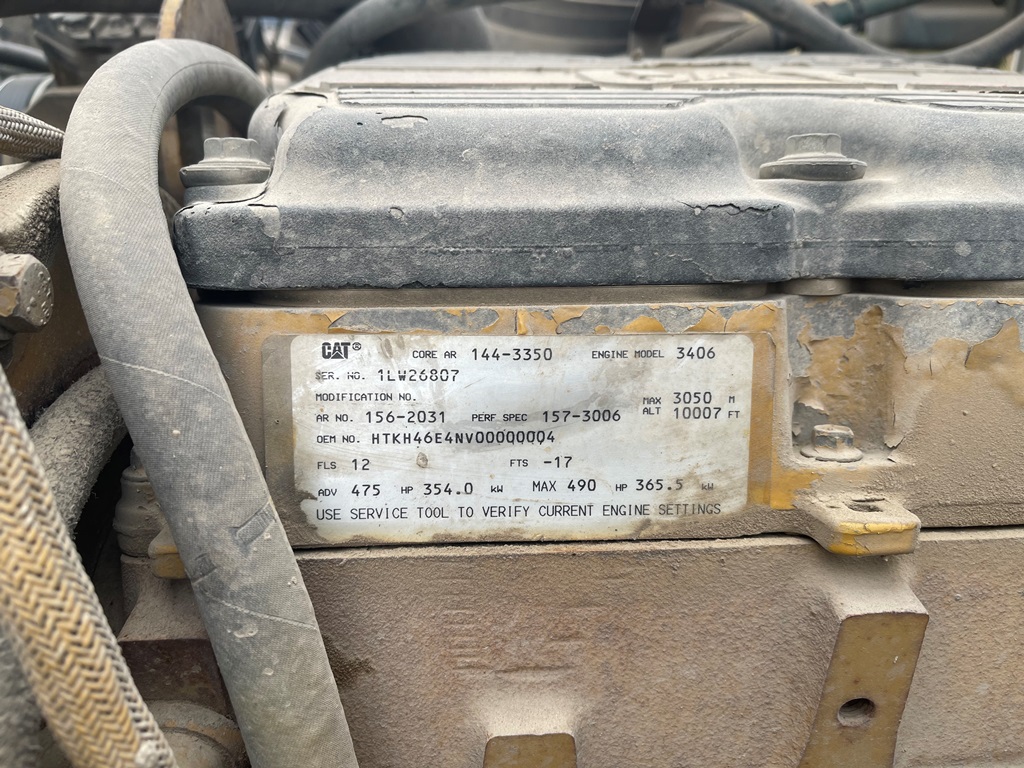 CAT® CORE AR 144-3350 ENGINE MODEL 3406
SER. NO. 1LW26807
MODIFICATION NO. MAX 3050 M
AR NO. 156-2031 PERF SPEC 157-3006 ALT 10007 FT
OEM NO. HTKH46E4NV00000004
FLS 12 FTS -17
ADV 475 HP 354.0 kW MAX 490 HP 365.5 kW
USE SERVICE TOOL TO VERIFY CURRENT ENGINE SETTINGS